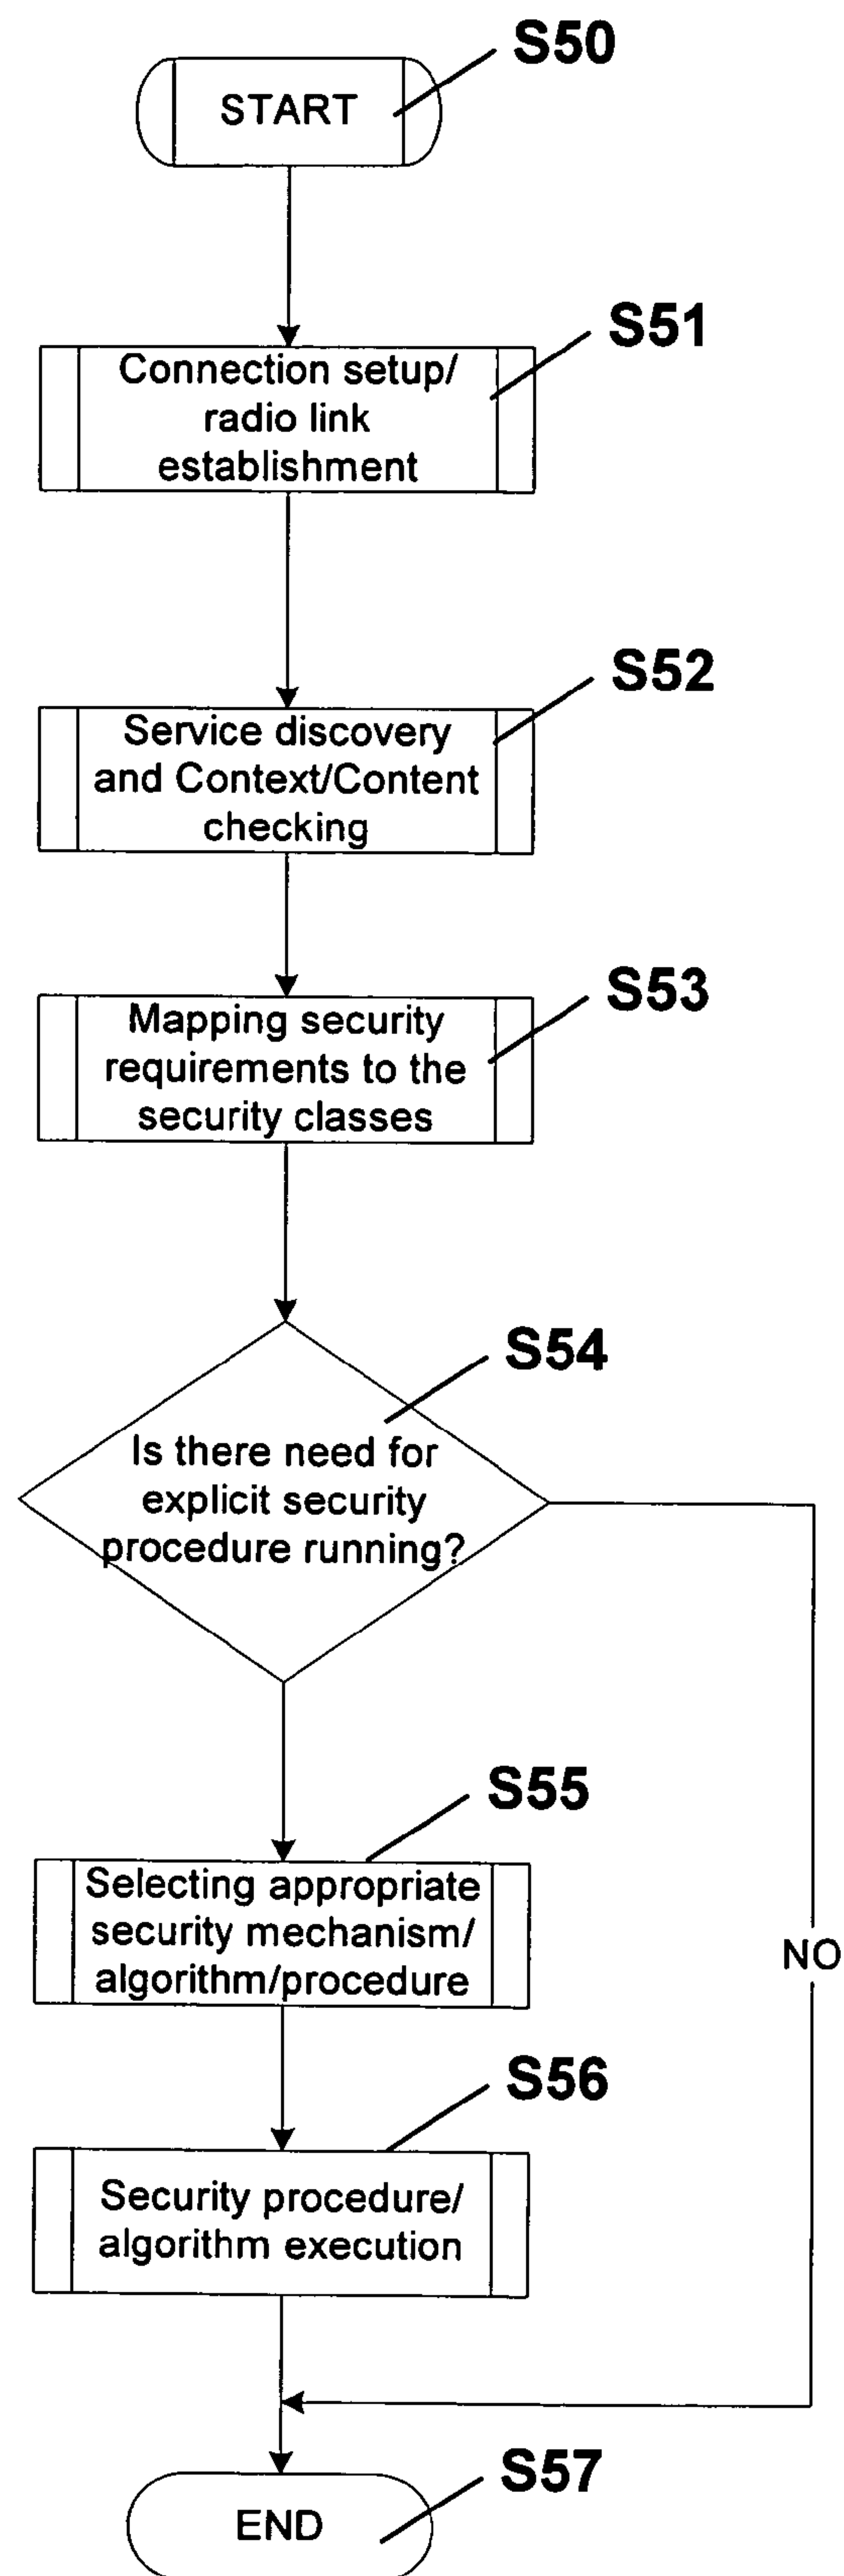 S50
START
S51
Connection setup/
radio link
establishment
S52
Service discovery
and Context/Content
checking
S53
Mapping security
requirements to the
security classes
S54
Is there need for
explicit security
procedure running?
S55
Selecting appropriate
security mechanism/
algorithm/procedure
NO
S56
Security procedure/
algorithm execution
S57
END